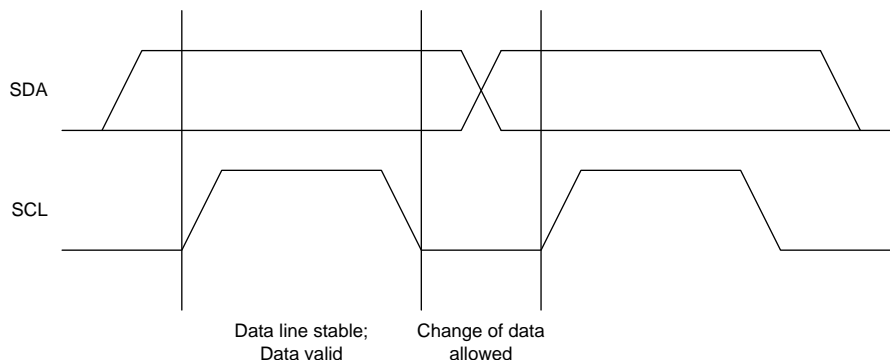 SDA
SCL
Data line stable;
Data valid
Change of data
allowed